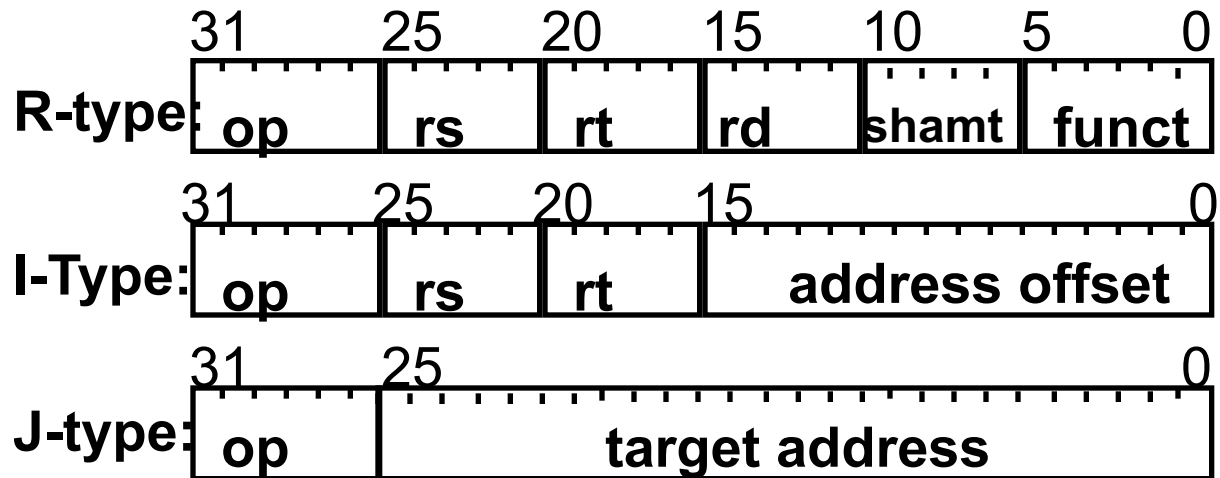 31 25 20 15 10 5 0
R-type: op rs rt rd shamt funct
31 25 20 15 0
I-Type: op rs rt address offset
31 25 0
J-type: op target address